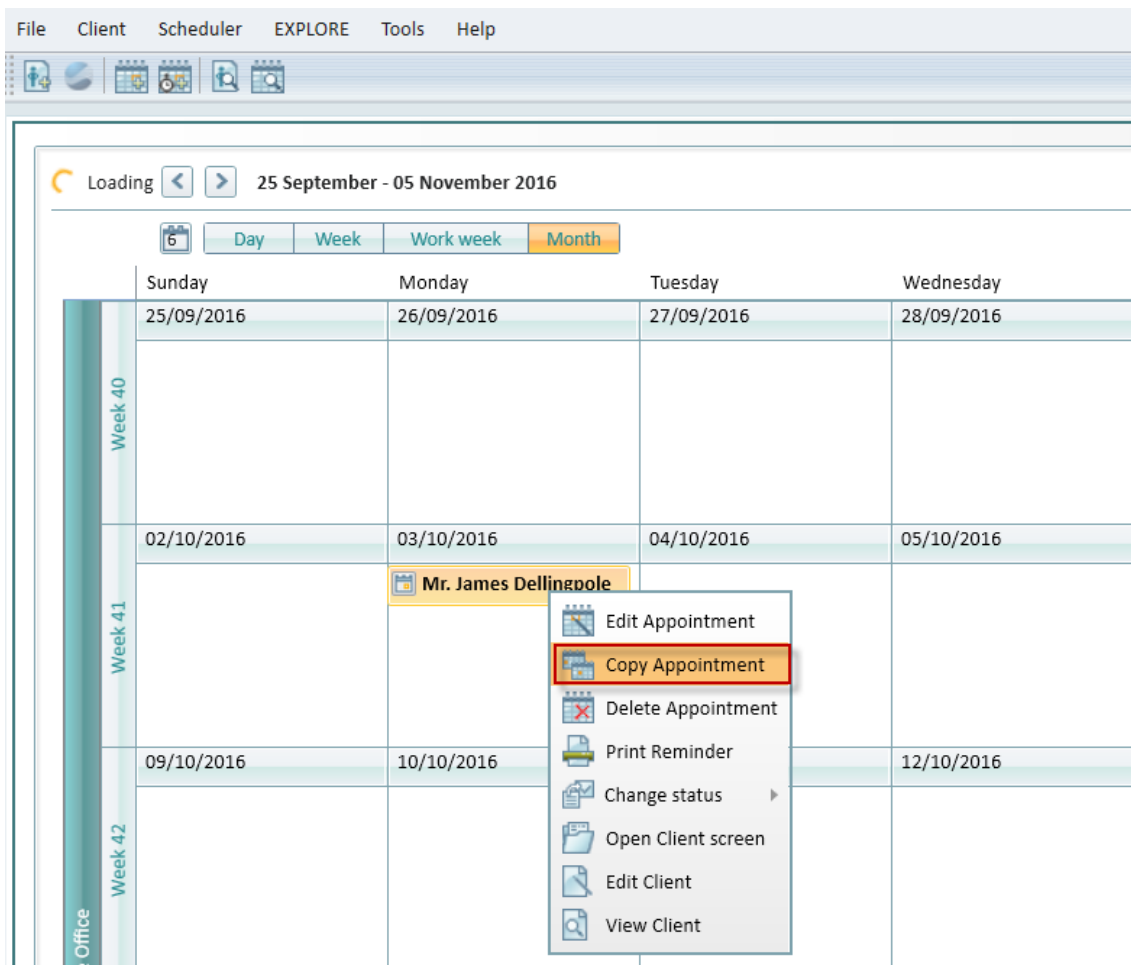 File Client Scheduler EXPLORE Tools Help
Loading 25 September - 05 November 2016
6 Day Week Work week Month
Sunday Monday Tuesday Wednesday
25/09/2016 26/09/2016 27/09/2016 28/09/2016
Week 40
02/10/2016 03/10/2016 04/10/2016 05/10/2016
Mr. James Dellingpole
Week 41
Edit Appointment
Copy Appointment
Delete Appointment
Print Reminder
09/10/2016 10/10/2016 12/10/2016
Change status
Open Client screen
Week 42
Edit Client
View Client
Office